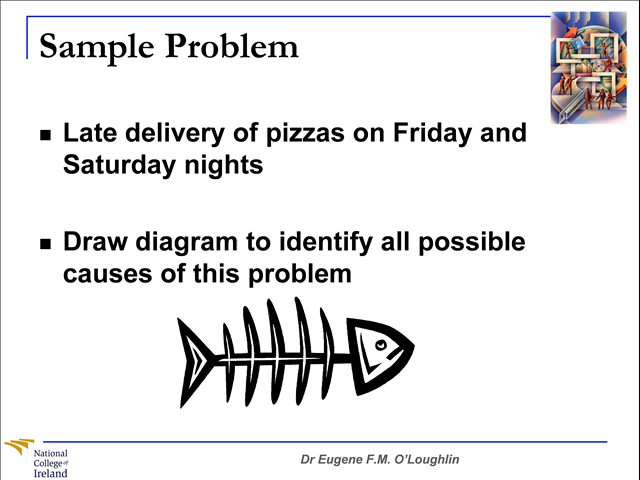 Sample Problem
Late delivery of pizzas on Friday and
Saturday nights
Draw diagram to identify all possible
causes of this problem
National
College of
Ireland
Dr Eugene F.M. O'Loughlin